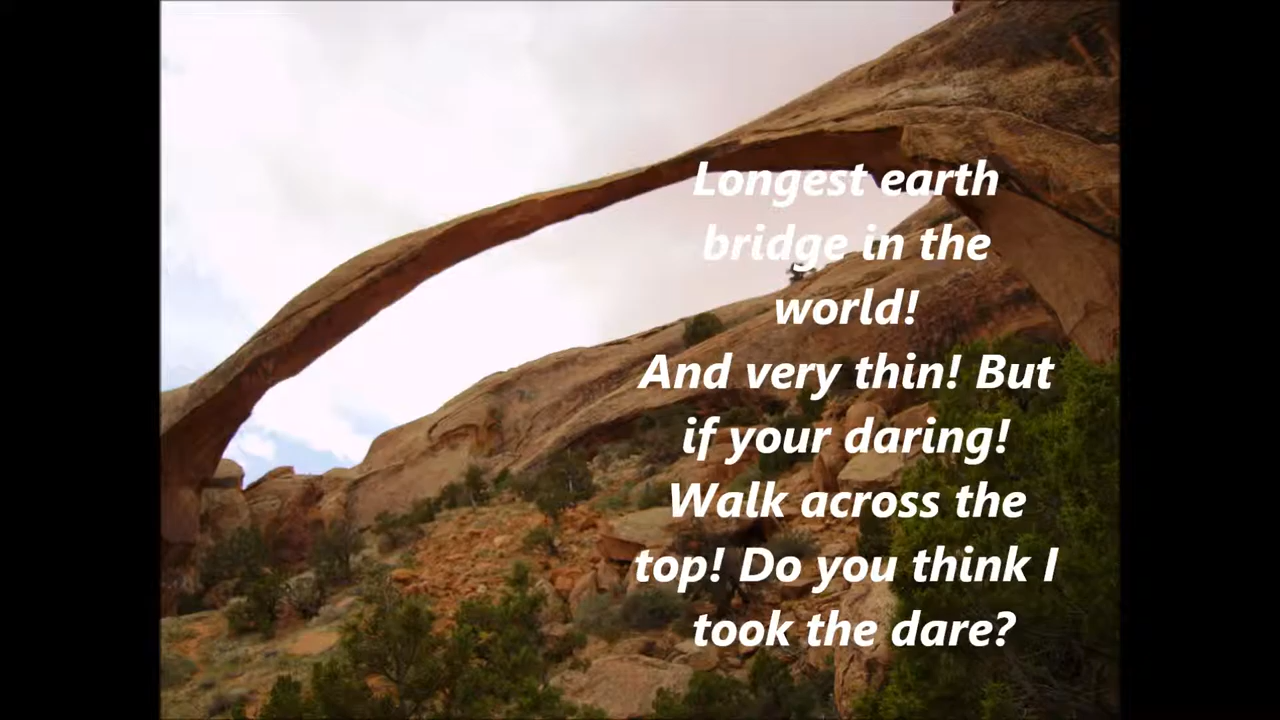 Longest earth
bridge in the
world!
And very thin! But
if your daring!
Walk across the
top! Do you think I
took the dare?